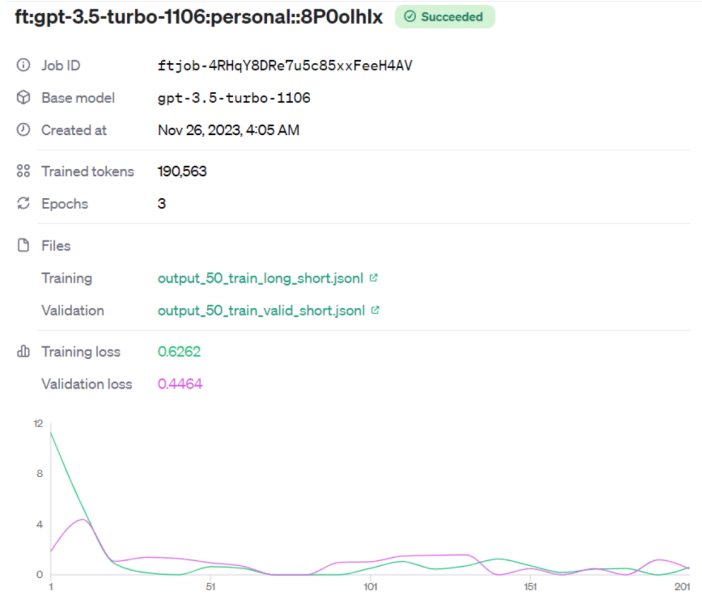 ft:gpt-3.5-turbo-1106:personal::8P0olhlx Succeeded
Job ID ftjob-4RHqY8DRe7u5c85xxFeeH4AV
Base model gpt-3.5-turbo-1106
Created at Nov 26, 2023, 4:05 AM
Trained tokens 190,563
Epochs 3
Files
Training output_50_train_long_short.jsonl
Validation output_50_train_valid_short.jsonl
Training loss 0.6262
Validation loss 0.4464
12
8
4
0
1 51 101 151 201